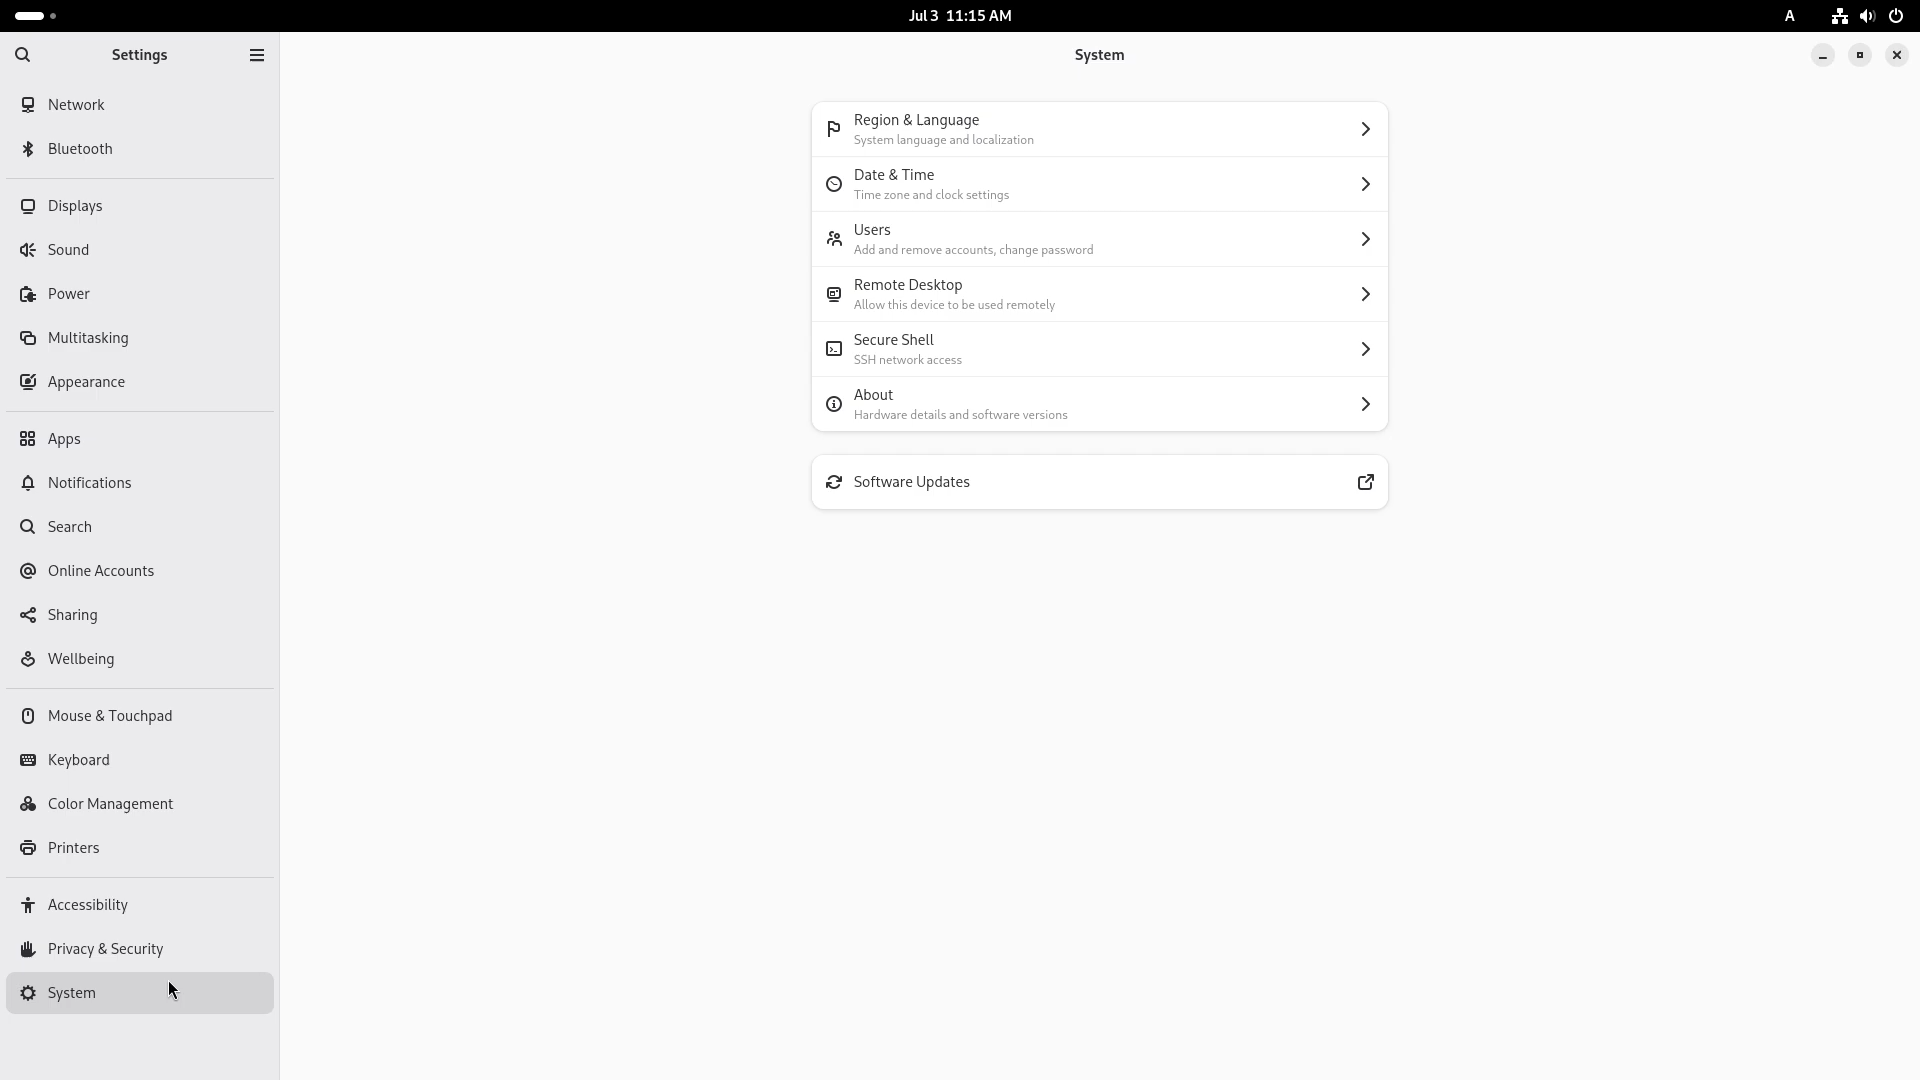 Jul 3 11:15 AM
A
Settings
System
Network
Bluetooth
Displays
Sound
Power
Multitasking
Appearance
Apps
Notifications
Search
Online Accounts
Sharing
Wellbeing
Mouse & Touchpad
Keyboard
Color Management
Printers
Accessibility
Privacy & Security
System
Region & Language
System language and localization
Date & Time
Time zone and clock settings
Users
Add and remove accounts, change password
Remote Desktop
Allow this device to be used remotely
Secure Shell
SSH network access
About
Hardware details and software versions
Software Updates